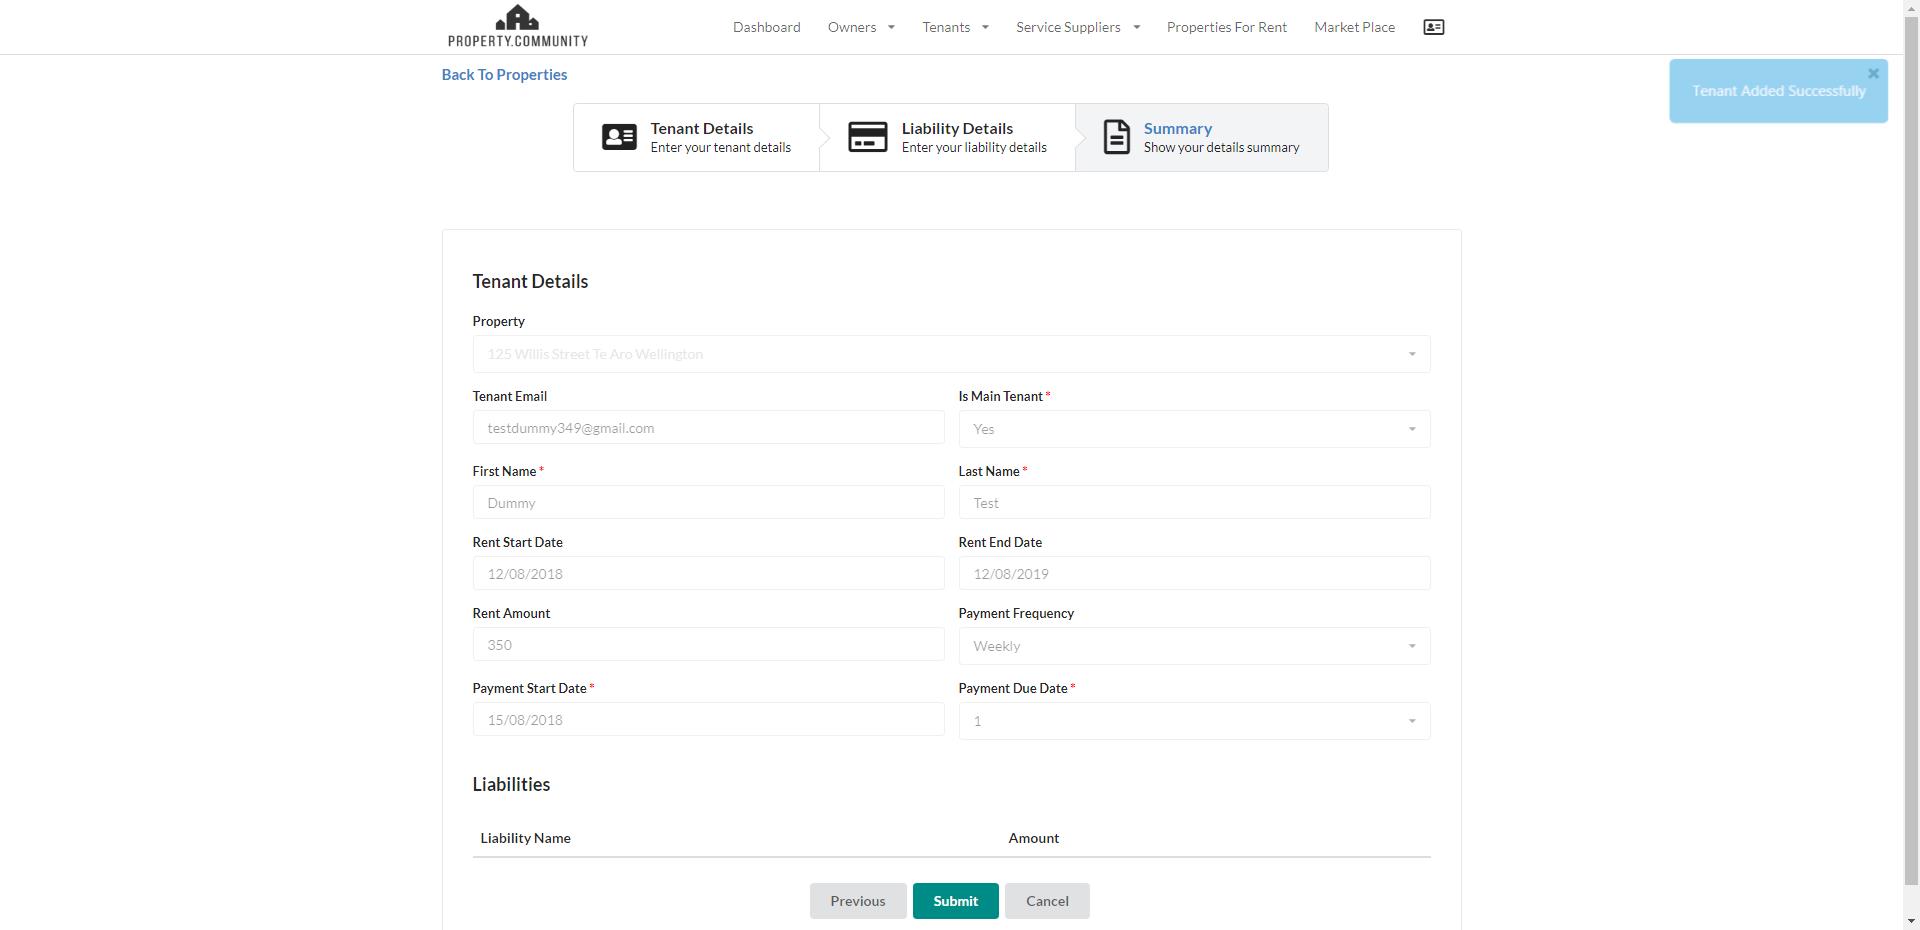 PROPERTY.COMMUNITY
Dashboard Owners Tenants Service Suppliers Properties For Rent Market Place
Back To Properties
Tenant Added Successfully
Tenant Details
Enter your tenant details
Liability Details
Enter your liability details
Summary
Show your details summary
Tenant Details
Property
125 Willis Street Te Aro Wellington
Tenant Email
testdummy349@gmail.com
Is Main Tenant *
Yes
First Name *
Dummy
Last Name *
Test
Rent Start Date
12/08/2018
Rent End Date
12/08/2019
Rent Amount
350
Payment Frequency
Weekly
Payment Start Date *
15/08/2018
Payment Due Date *
1
Liabilities
Liability Name Amount
Previous Submit Cancel